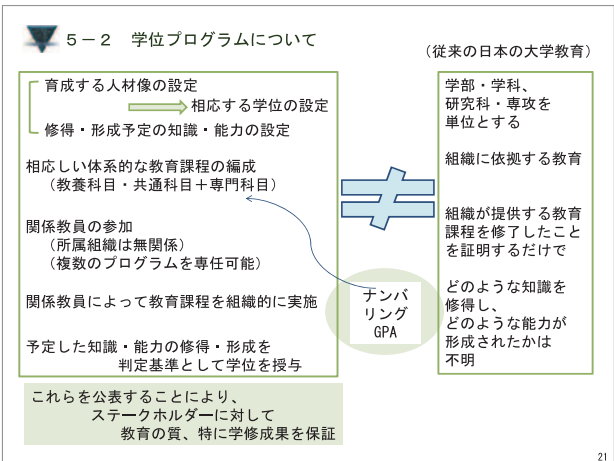 5-2 学位プログラムについて
(従来の日本の大学教育)
育成する人材像の設定
相応する学位の設定
修得・形成予定の知識・能力の設定
相応しい体系的な教育課程の編成
(教養科目・共通科目+専門科目)
関係教員の参加
(所属組織は無関係)
(複数のプログラムを専任可能)
関係教員によって教育課程を組織的に実施
予定した知識・能力の修得・形成を
判定基準として学位を授与
ナンバ
リング
GPA
学部・学科、
研究科・専攻を
単位とする
組織に依拠する教育
組織が提供する教育
課程を修了したこと
を証明するだけで
どのような知識を
修得し、
どのような能力が
形成されたかは
不明
これらを公表することにより、
ステークホルダーに対して
教育の質、特に学修成果を保証
21